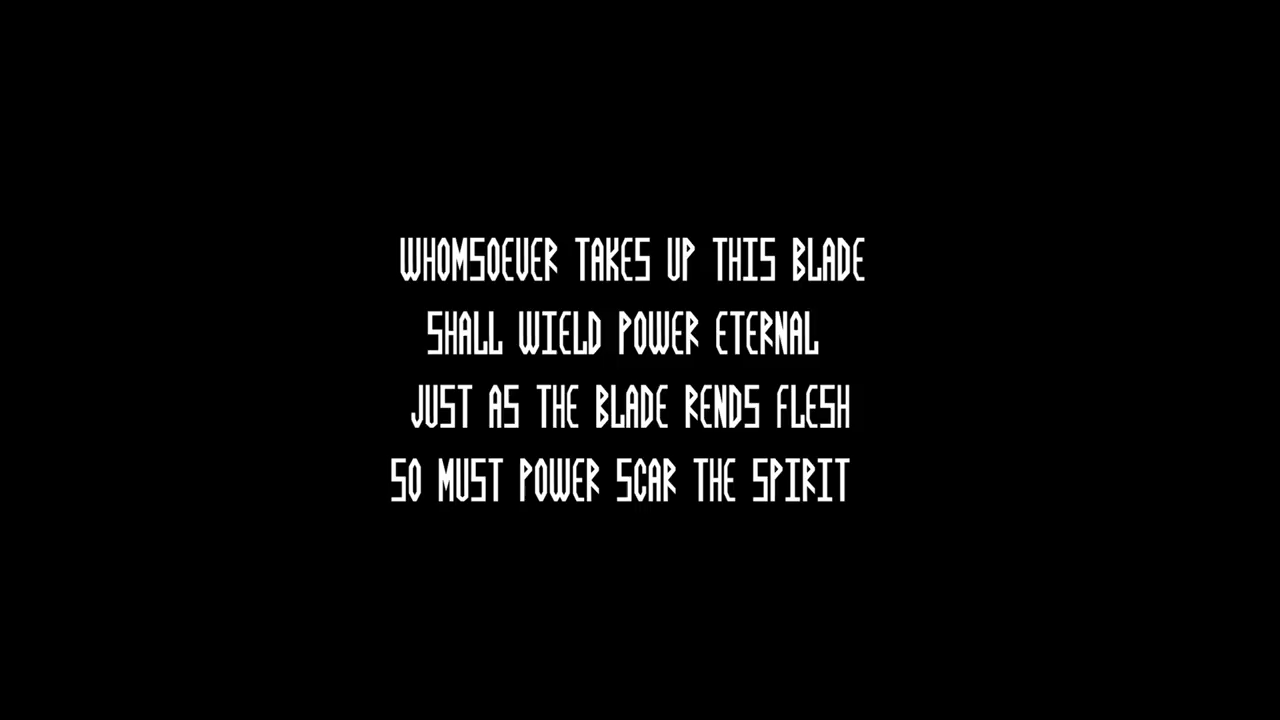 WHOMSOEVER TAKES UP THIS BLADE
SHALL WIELD POWER ETERNAL
JUST AS THE BLADE RENDS FLESH
SO MUST POWER SCAR THE SPIRIT